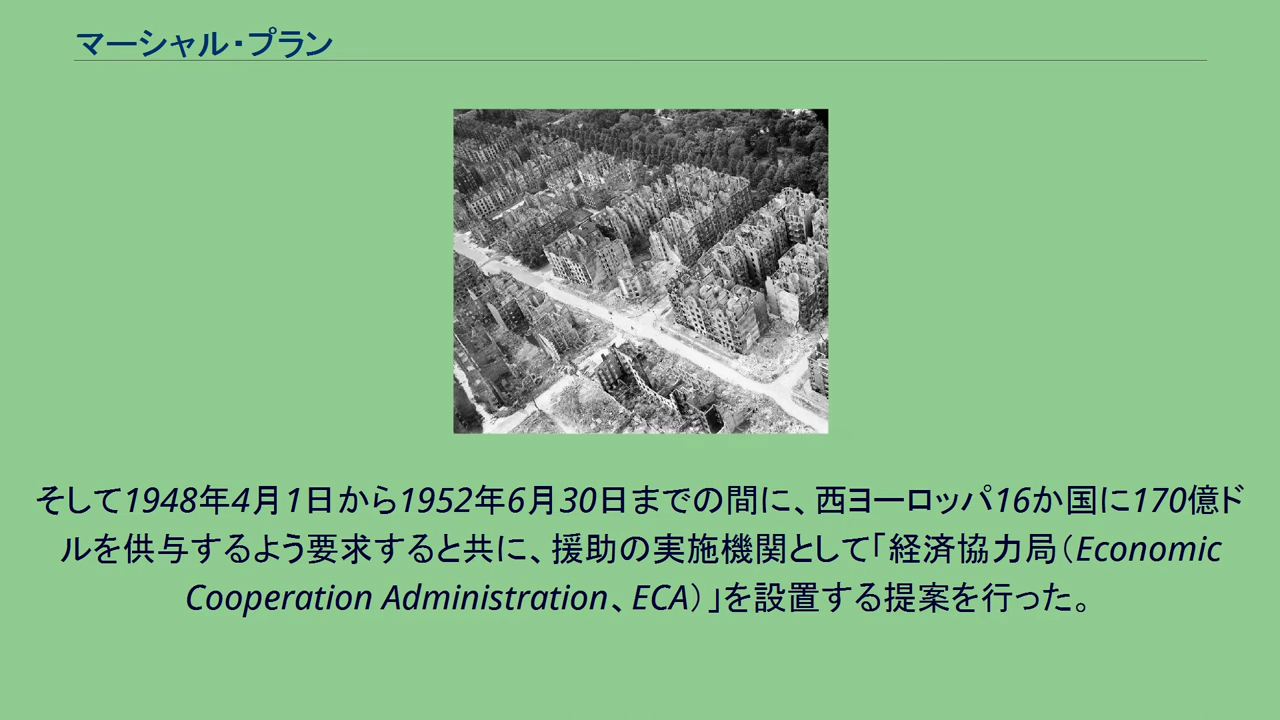 マーシャル・プラン
そして1948年4月1日から1952年6月30日までの間に、西ヨーロッパ16か国に170億ド
ルを供与するよう要求すると共に、援助の実施機関として「経済協力局（Economic
Cooperation Administration、ECA）」を設置する提案を行った。